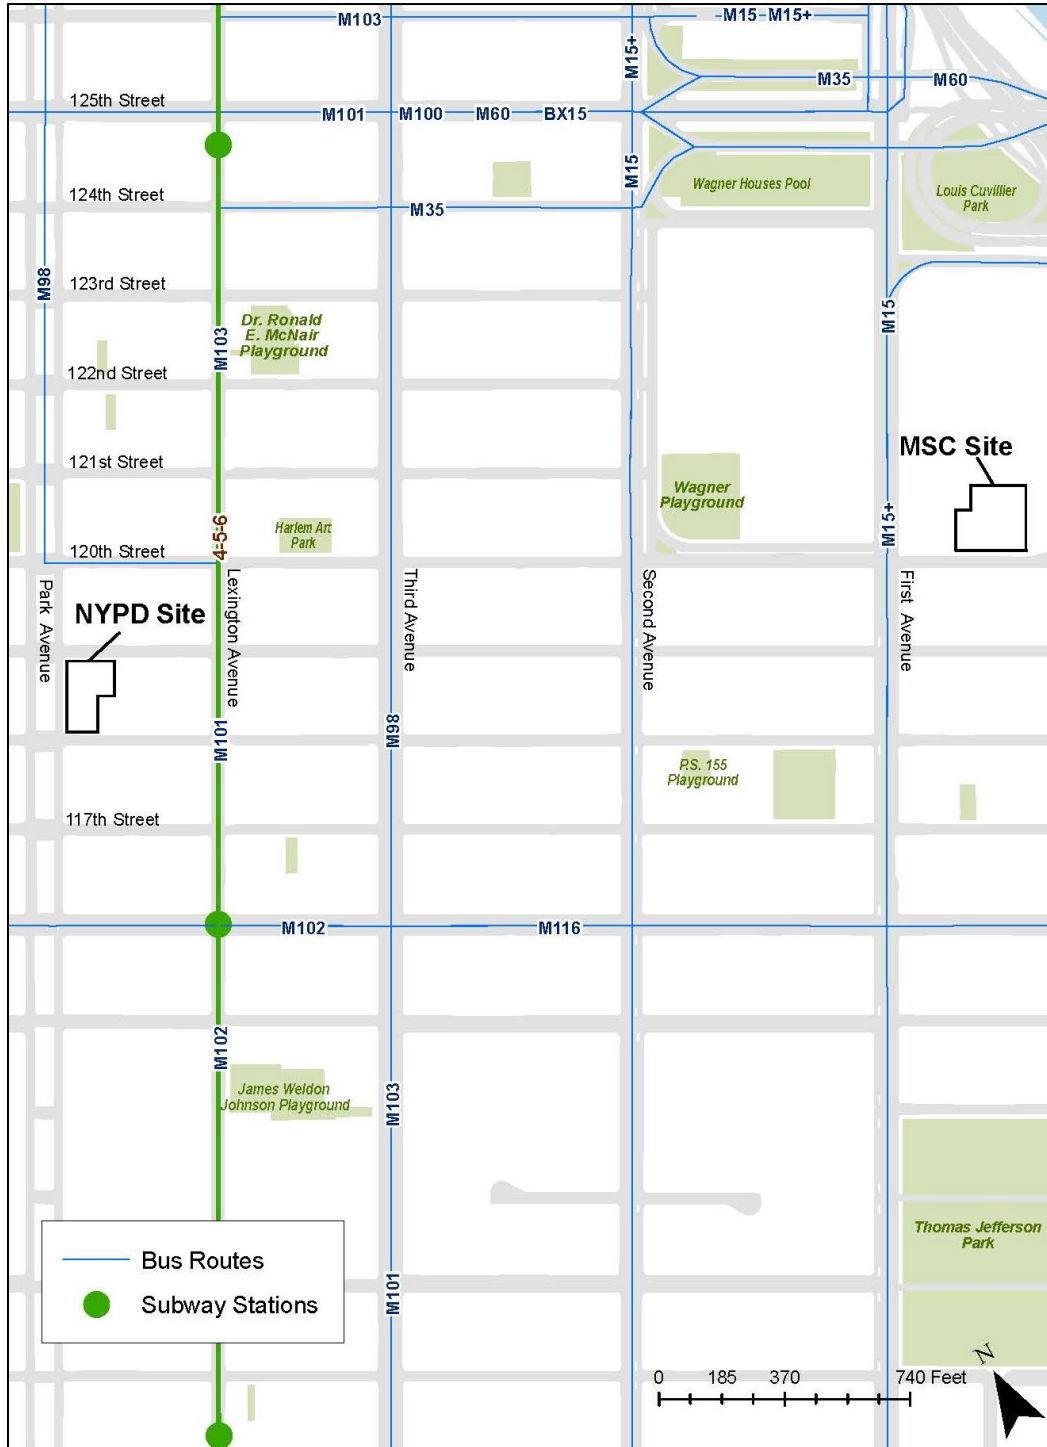 M103
M15
M15+
M15+
M35
M60
125th Street
M101
M100
M60
BX15
M15
124th Street
Wagner Houses Pool
Louis Cuvillier
Park
M35
M98
123rd Street
M15
Dr. Ronald
E. McNair
Playground
M103
122nd Street
MSC Site
121st Street
Wagner
Playground
M15+
4-5-6
Harlem Art
Park
120th Street
Park Avenue
Lexington Avenue
Third Avenue
Second Avenue
First Avenue
NYPD Site
M101
M98
P.S. 155
Playground
117th Street
M102
M116
M102
James Weldon
Johnson Playground
M103
Thomas Jefferson
Park
Bus Routes
M101
Subway Stations
N
0 185 370 740 Feet